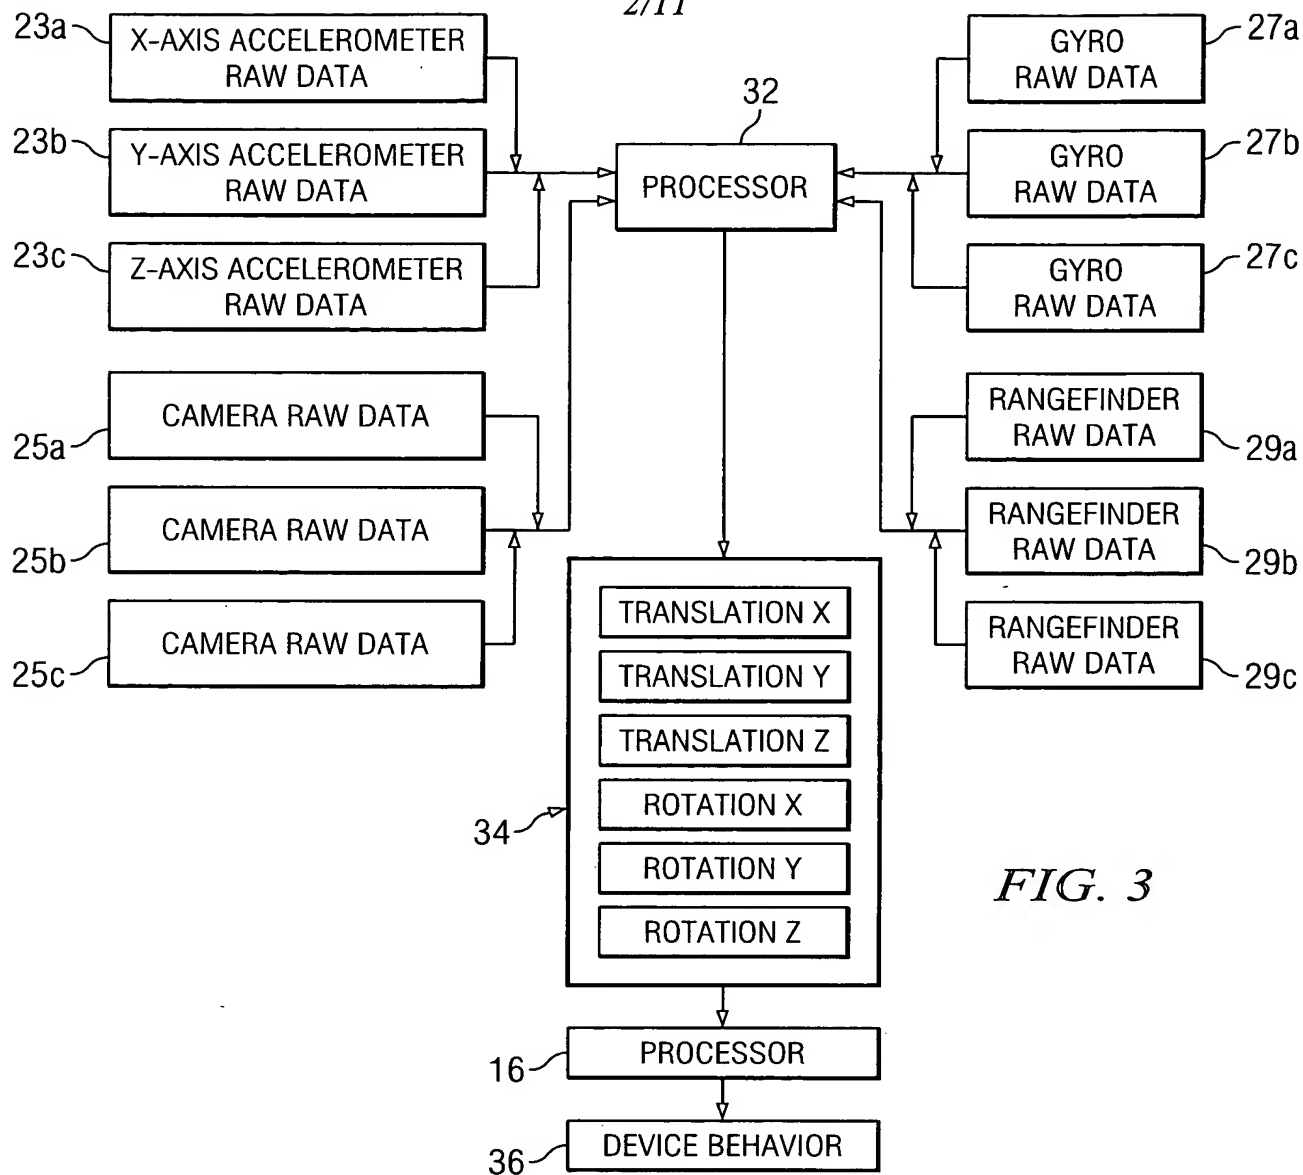 2/11
23a
X-AXIS ACCELEROMETER
RAW DATA
23b
Y-AXIS ACCELEROMETER
RAW DATA
23c
Z-AXIS ACCELEROMETER
RAW DATA
CAMERA RAW DATA
25a
CAMERA RAW DATA
25b
CAMERA RAW DATA
25c
32
PROCESSOR
27a
GYRO
RAW DATA
27b
GYRO
RAW DATA
27c
GYRO
RAW DATA
RANGEFINDER
RAW DATA
29a
RANGEFINDER
RAW DATA
29b
RANGEFINDER
RAW DATA
29c
TRANSLATION X
TRANSLATION Y
TRANSLATION Z
ROTATION X
ROTATION Y
ROTATION Z
34
PROCESSOR
16
DEVICE BEHAVIOR
36
FIG. 3